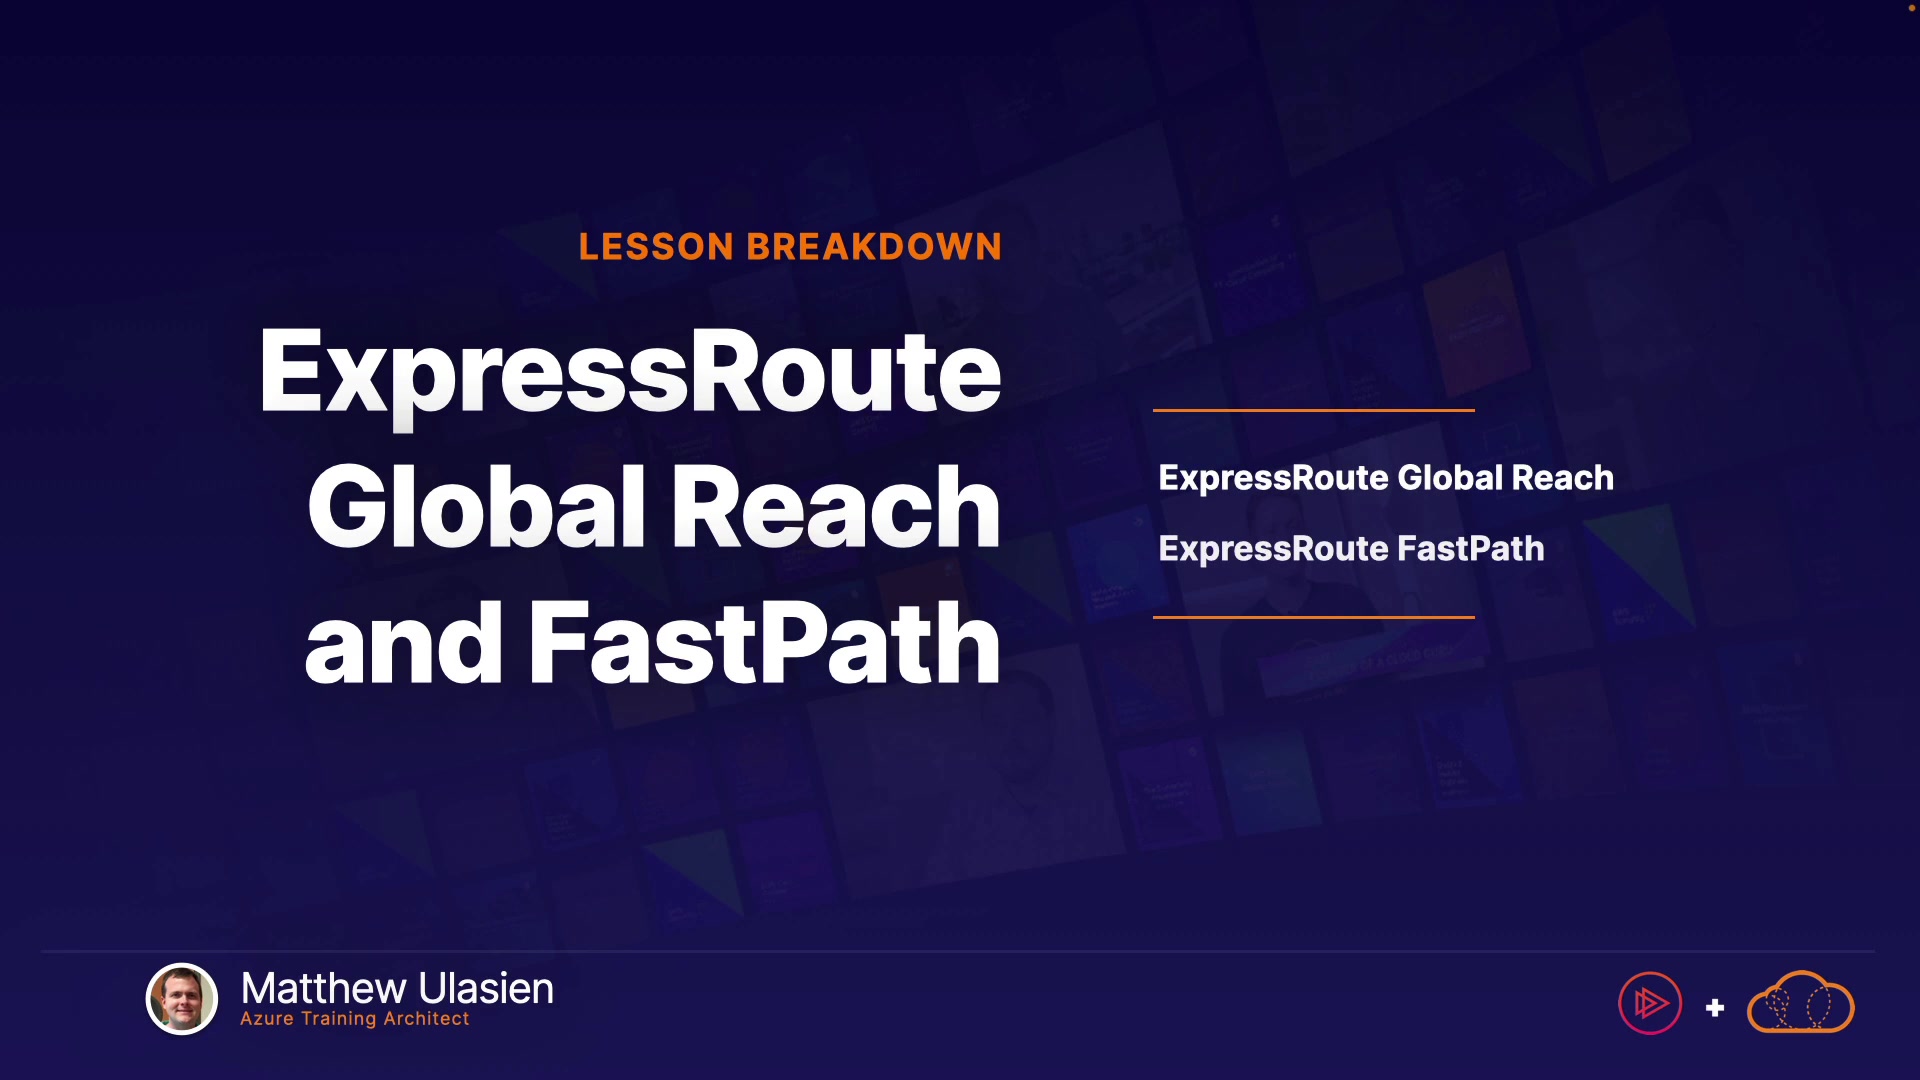 LESSON BREAKDOWN
ExpressRoute
Global Reach
and FastPath
ExpressRoute Global Reach
ExpressRoute FastPath
Matthew Ulasien
Azure Training Architect
+